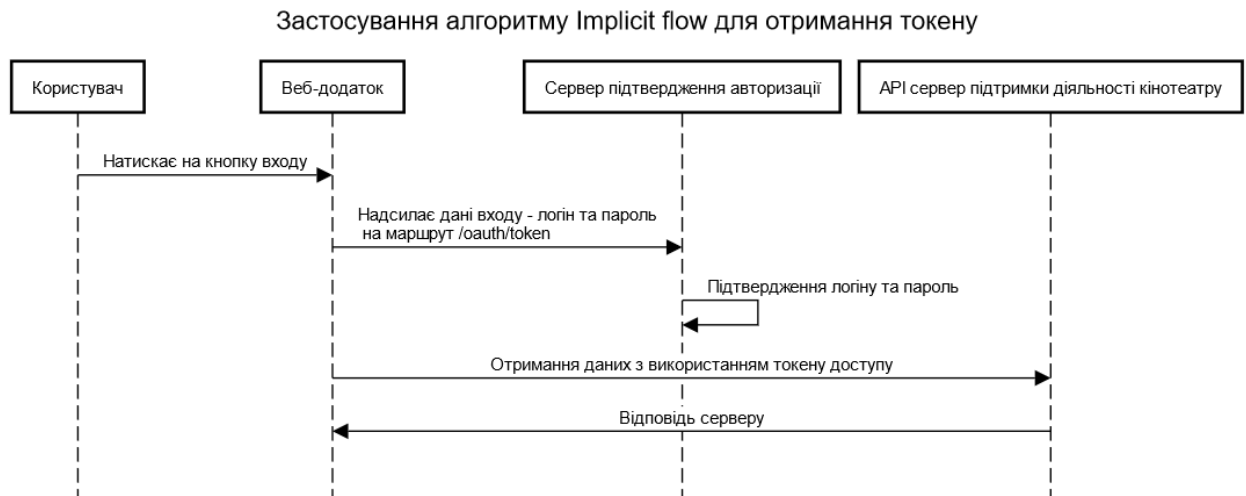 Застосування алгоритму Implicit flow для отримання токену
Користувач
Веб-додаток
Сервер підтвердження авторизації
API сервер підтримки діяльності кінотеатру
Натискає на кнопку входу
Надсилає дані входу - логін та пароль
на маршрут /oauth/token
Підтвердження логіну та пароль
Отримання даних з використанням токену доступу
Відповідь серверу